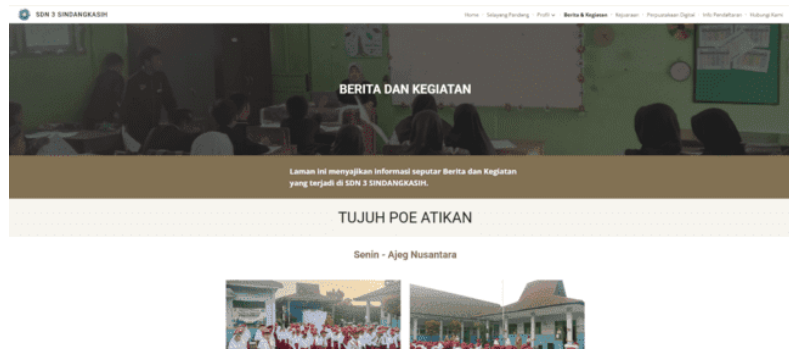 SDN 3 SINDANGKASIH
Home Selayang Pandang Profil Berita & Kegiatan Kejuaraan Perpustakaan Digital Info Pendaftaran Hubungi Kami
BERITA DAN KEGIATAN
Laman ini menyajikan informasi seputar Berita dan Kegiatan
yang terjadi di SDN 3 SINDANGKASIH.
TUJUH POE ATIKAN
Senin - Ajeg Nusantara